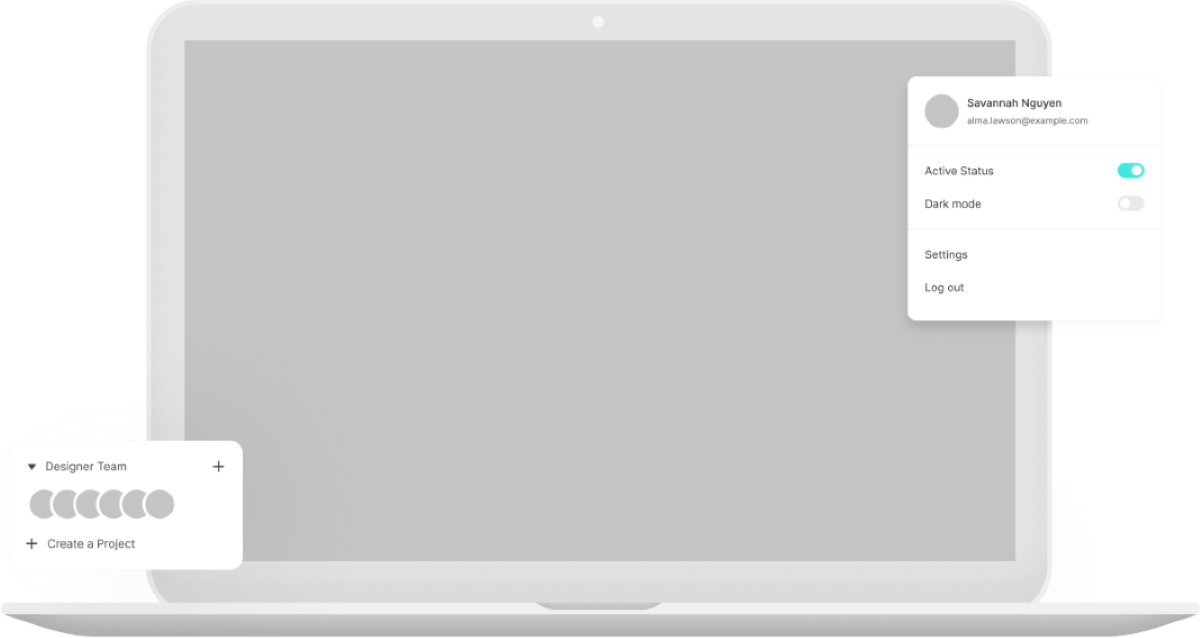 Savannah Nguyen
alma.lawson@example.com
Active Status
Dark mode
Settings
Log out
Designer Team
Create a Project